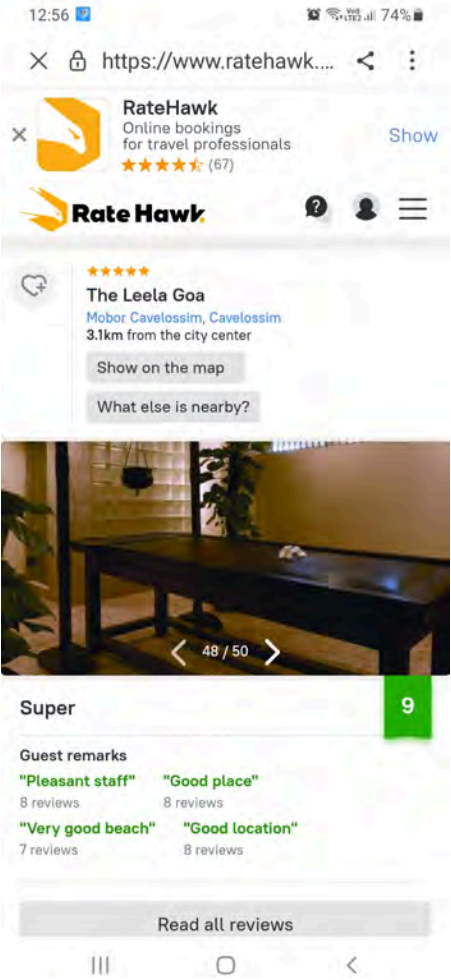 12:56
74%
https://www.ratehawk....
RateHawk
Online bookings
for travel professionals
(67)
Show
Rate Hawk.
The Leela Goa
Mobor Cavelossim, Cavelossim
3.1km from the city center
Show on the map
What else is nearby?
48 / 50
Super
9
Guest remarks
"Pleasant staff" "Good place"
8 reviews 8 reviews
"Very good beach" "Good location"
7 reviews 8 reviews
Read all reviews